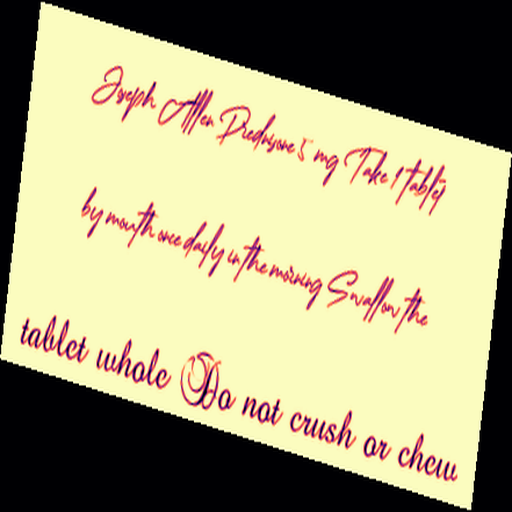 Joseph Allen Prednisone 5 mg Take 1 tablet
by mouth once daily in the morning Swallow the
tablet whole Do not crush or chew